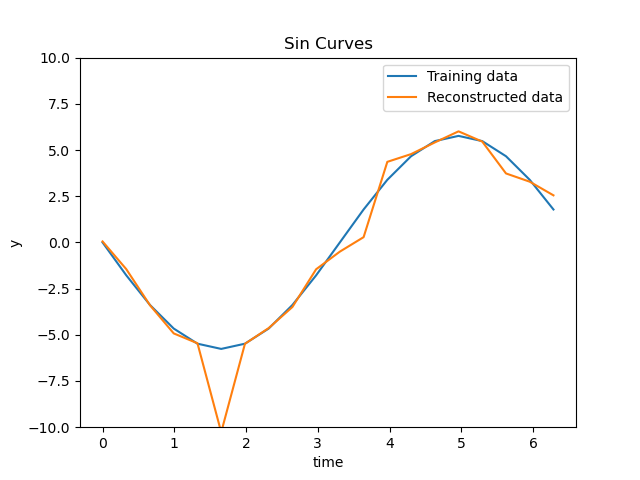 Sin Curves
Training data
Reconstructed data
10.0
7.5
5.0
2.5
0.0
−2.5
−5.0
−7.5
−10.0
y
0 1 2 3 4 5 6
time